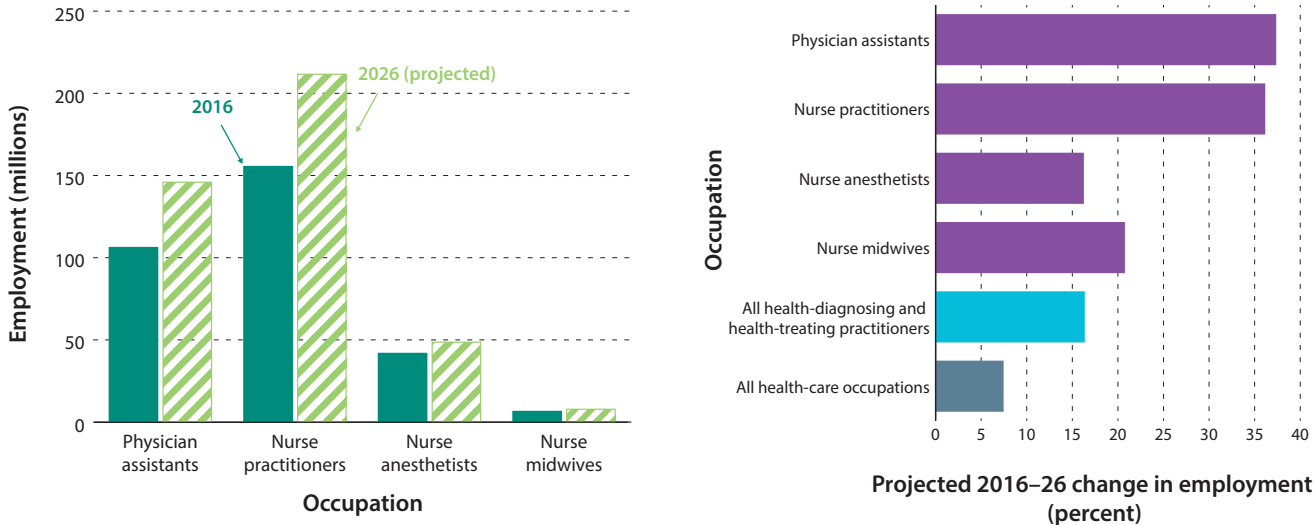 250
200
150
100
50
0
Employment (millions)
2016
2026 (projected)
Physician
assistants
Nurse
practitioners
Nurse
anesthetists
Nurse
midwives
Occupation
Occupation
Physician assistants
Nurse practitioners
Nurse anesthetists
Nurse midwives
All health-diagnosing and
health-treating practitioners
All health-care occupations
0 5 10 15 20 25 30 35 40
Projected 2016–26 change in employment
(percent)